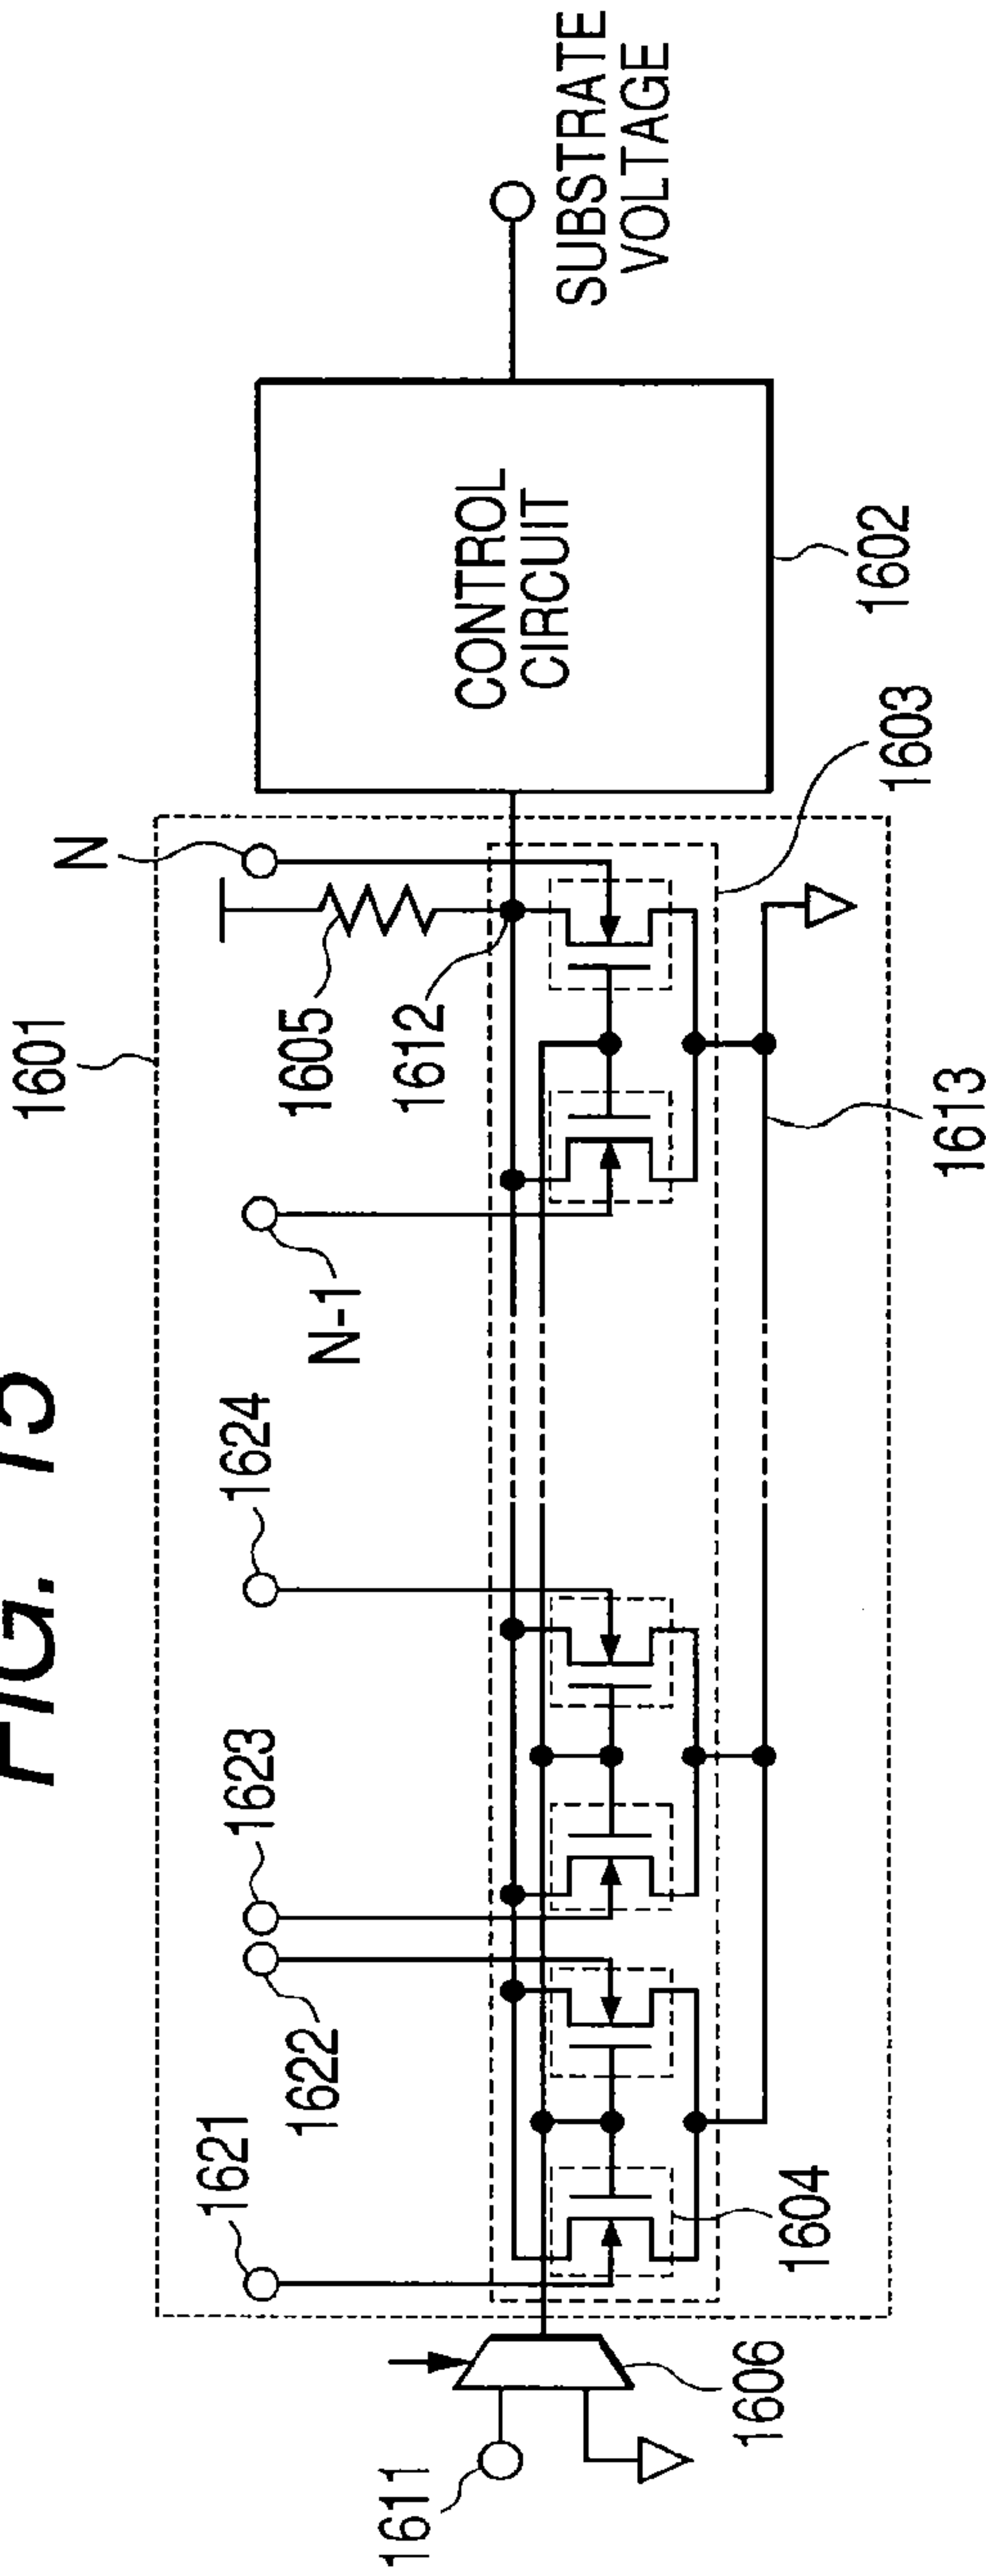 FIG. 15
1601
N
1605
1612
N-1
1624
1623
1622
1621
1611
1606
1604
1613
1603
1602
CONTROL
CIRCUIT
SUBSTRATE
VOLTAGE